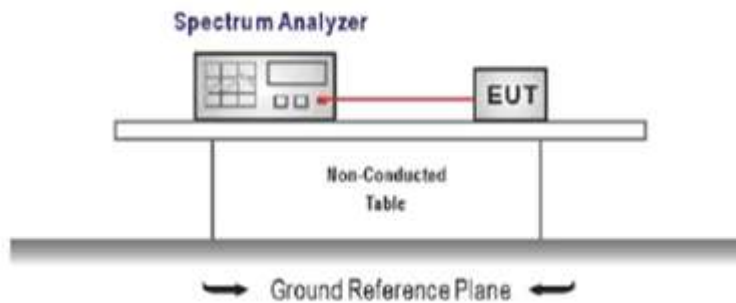 Spectrum Analyzer
EUT
Non-Conducted
Table
Ground Reference Plane